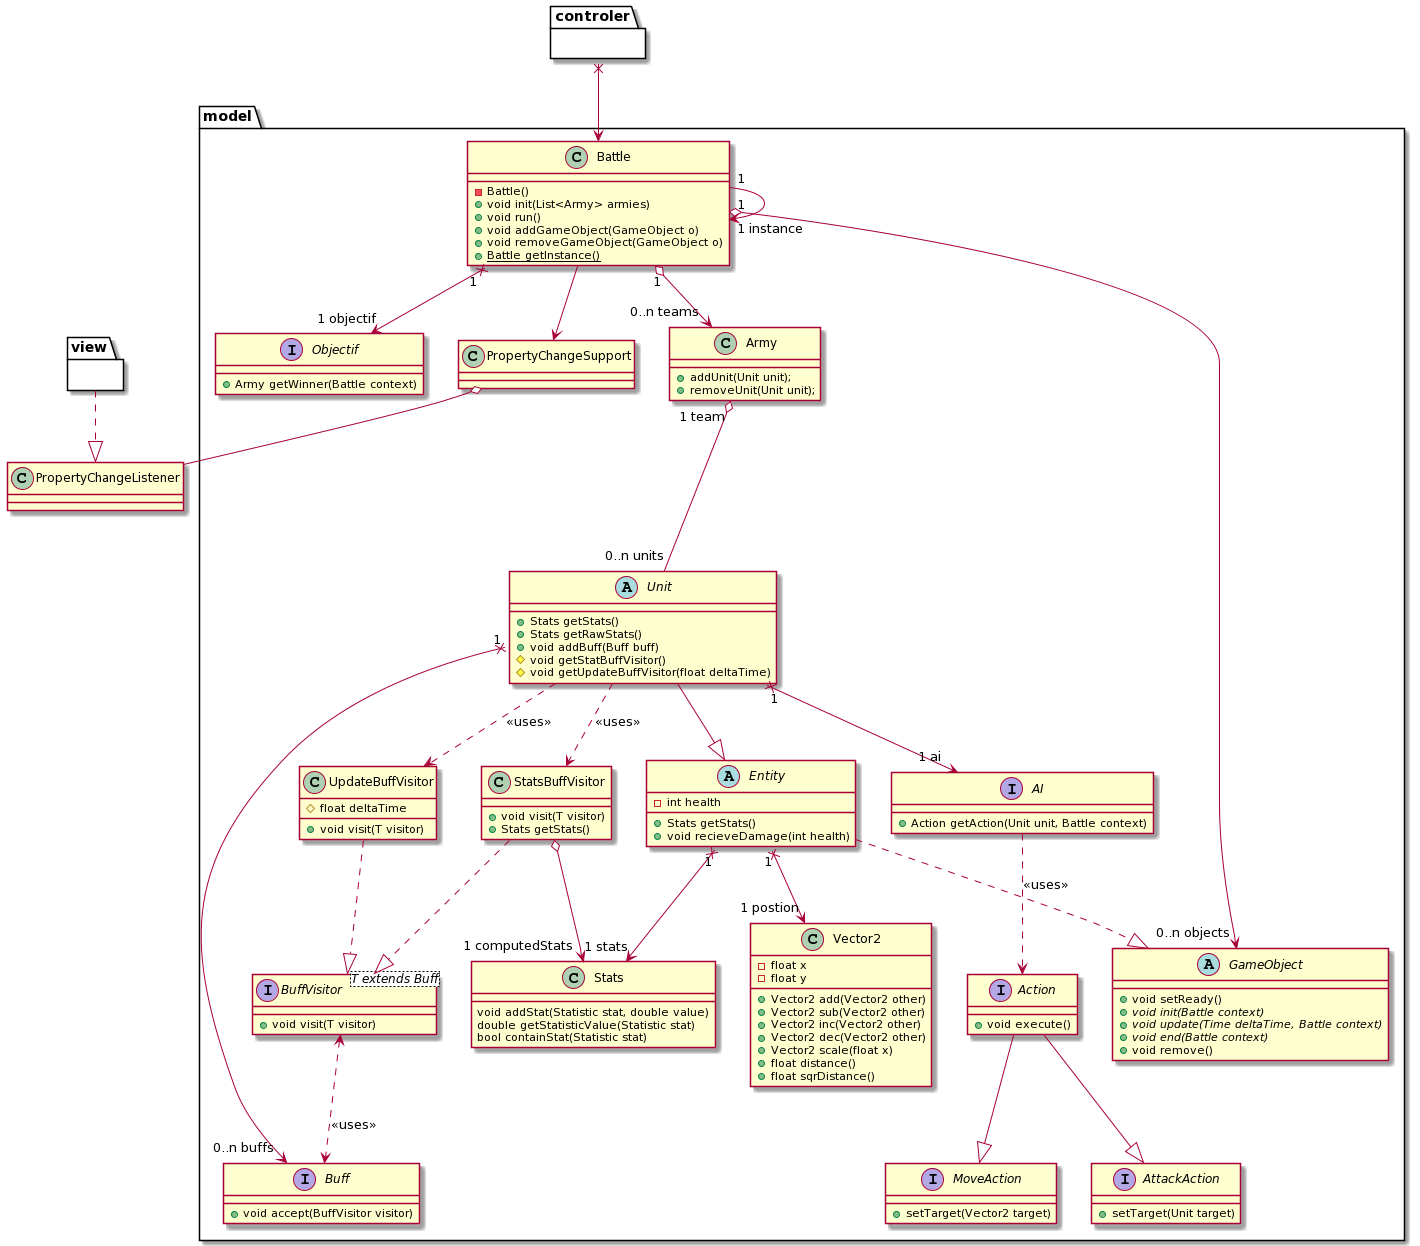 controler
model
C Battle
Battle()
void init(List<Army> armies)
void run()
void addGameObject(GameObject o)
void removeGameObject(GameObject o)
Battle getInstance()
1
1
1 instance
1
1
1 objectif
0..n teams
I Objectif
Army getWinner(Battle context)
C PropertyChangeSupport
C Army
addUnit(Unit unit);
removeUnit(Unit unit);
view
1 team
C PropertyChangeListener
0..n units
A Unit
Stats getStats()
Stats getRawStats()
void addBuff(Buff buff)
void getStatBuffVisitor()
void getUpdateBuffVisitor(float deltaTime)
1
1
«uses»
«uses»
1 ai
C UpdateBuffVisitor
float deltaTime
void visit(T visitor)
C StatsBuffVisitor
void visit(T visitor)
Stats getStats()
A Entity
int health
Stats getStats()
void recieveDamage(int health)
I AI
Action getAction(Unit unit, Battle context)
1
1
«uses»
1 postion
0..n objects
1 computedStats
1 stats
I BuffVisitor
T extends Buff
void visit(T visitor)
C Stats
void addStat(Statistic stat, double value)
double getStatisticValue(Statistic stat)
bool containStat(Statistic stat)
C Vector2
float x
float y
Vector2 add(Vector2 other)
Vector2 sub(Vector2 other)
Vector2 inc(Vector2 other)
Vector2 dec(Vector2 other)
Vector2 scale(float x)
float distance()
float sqrDistance()
I Action
void execute()
A GameObject
void setReady()
void init(Battle context)
void update(Time deltaTime, Battle context)
void end(Battle context)
void remove()
«uses»
0..n buffs
I Buff
void accept(BuffVisitor visitor)
I MoveAction
setTarget(Vector2 target)
I AttackAction
setTarget(Unit target)